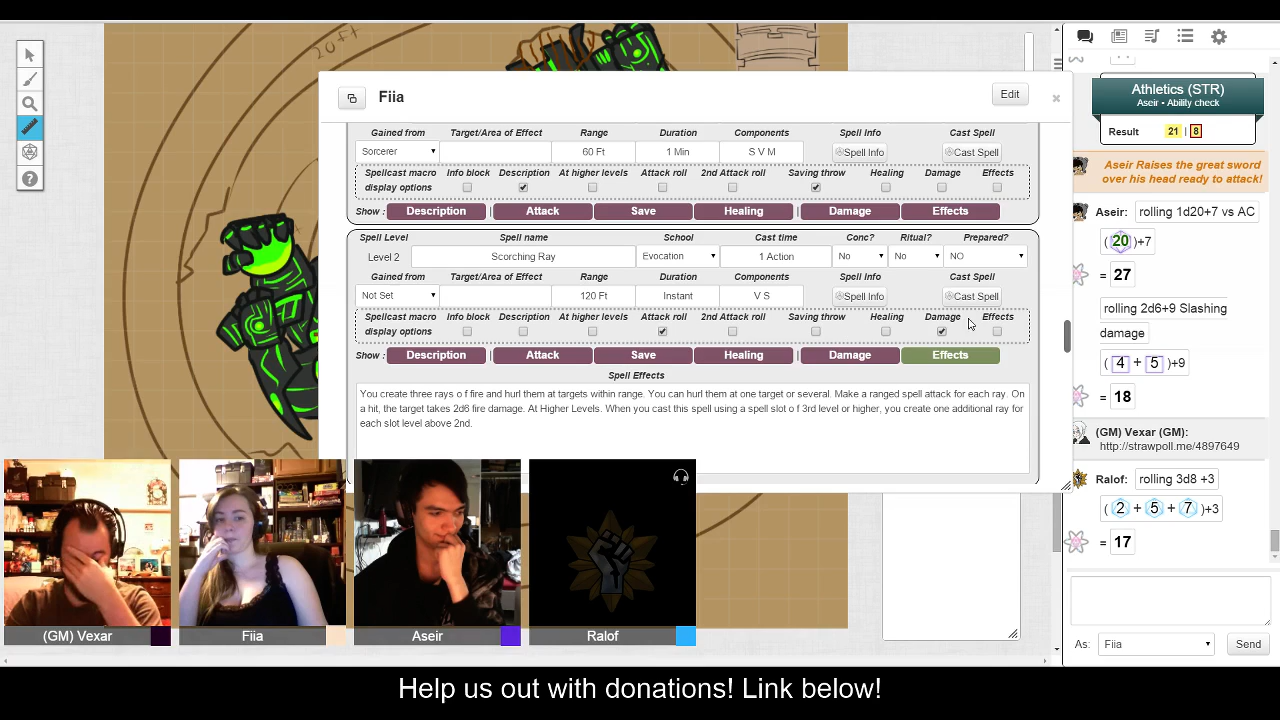 20ft
Fiia
Edit
×
Gained from Target/Area of Effect Range Duration Components Spell Info Cast Spell
Sorcerer 60 Ft 1 Min S V M Spell Info Cast Spell
Spellcast macro Info block Description At higher levels Attack roll 2nd Attack roll Saving throw Healing Damage Effects
display options
Show : Description | Attack Save Healing | Damage Effects
Spell Level Spell name School Cast time Conc? Ritual? Prepared?
Level 2 Scorching Ray Evocation 1 Action No No NO
Gained from Target/Area of Effect Range Duration Components Spell Info Cast Spell
Not Set 120 Ft Instant V S Spell Info Cast Spell
Spellcast macro Info block Description At higher levels Attack roll 2nd Attack roll Saving throw Healing Damage Effects
display options
Show : Description | Attack Save Healing | Damage Effects
Spell Effects
You create three rays o f fire and hurl them at targets within range. You can hurl them at one target or several. Make a ranged spell attack for each ray. On
a hit, the target takes 2d6 fire damage. At Higher Levels. When you cast this spell using a spell slot o f 3rd level or higher, you create one additional ray for
each slot level above 2nd.
(GM) Vexar
Fiia
Aseir
Ralof
Athletics (STR)
Aseir • Ability check
Result 21 | 8
Aseir Raises the great sword
over his head ready to attack!
Aseir: rolling 1d20+7 vs AC
(20)+7
= 27
rolling 2d6+9 Slashing
damage
(4 + 5)+9
= 18
(GM) Vexar (GM):
http://strawpoll.me/4897649
Ralof: rolling 3d8 +3
(2 + 5 + 7)+3
= 17
As: Fiia Send
Help us out with donations! Link below!